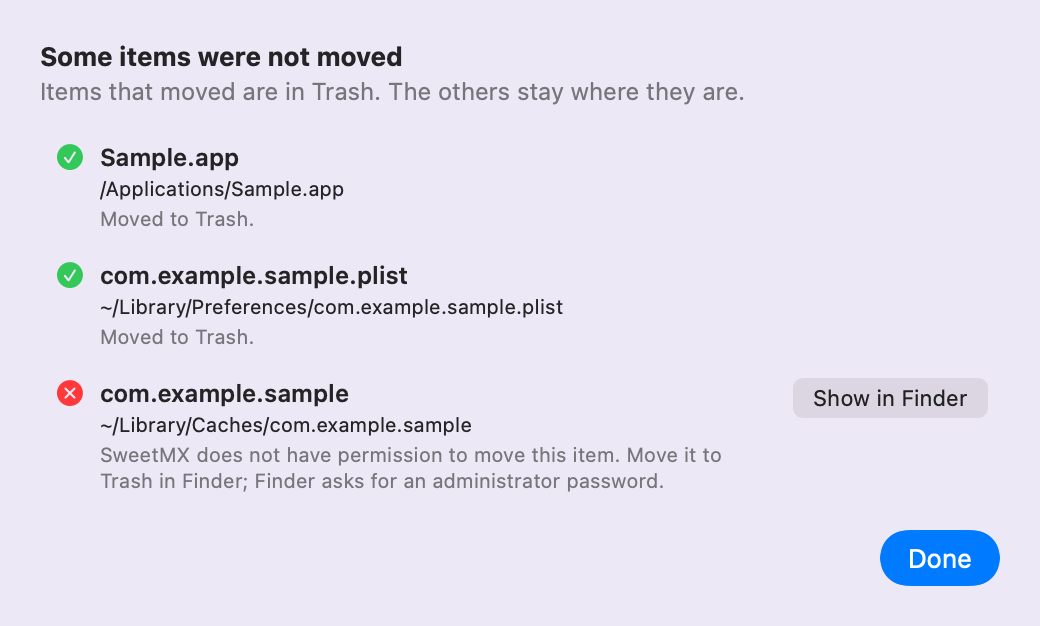 Some items were not moved
Items that moved are in Trash. The others stay where they are.
Sample.app
/Applications/Sample.app
Moved to Trash.
com.example.sample.plist
~/Library/Preferences/com.example.sample.plist
Moved to Trash.
com.example.sample
Show in Finder
~/Library/Caches/com.example.sample
SweetMX does not have permission to move this item. Move it to
Trash in Finder; Finder asks for an administrator password.
Done